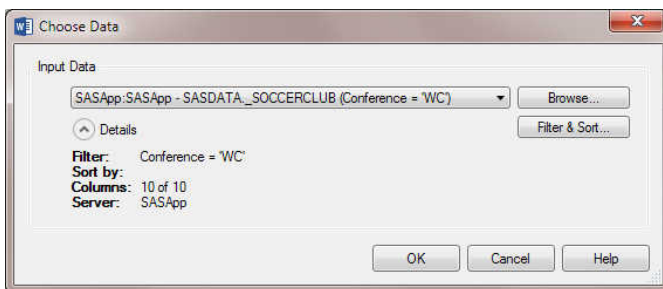 Choose Data
Input Data
SASApp:SASApp - SASDATA._SOCCERCLUB (Conference = 'WC')
Browse...
Details
Filter & Sort...
Filter: Conference = 'WC'
Sort by:
Columns: 10 of 10
Server: SASApp
OK Cancel Help